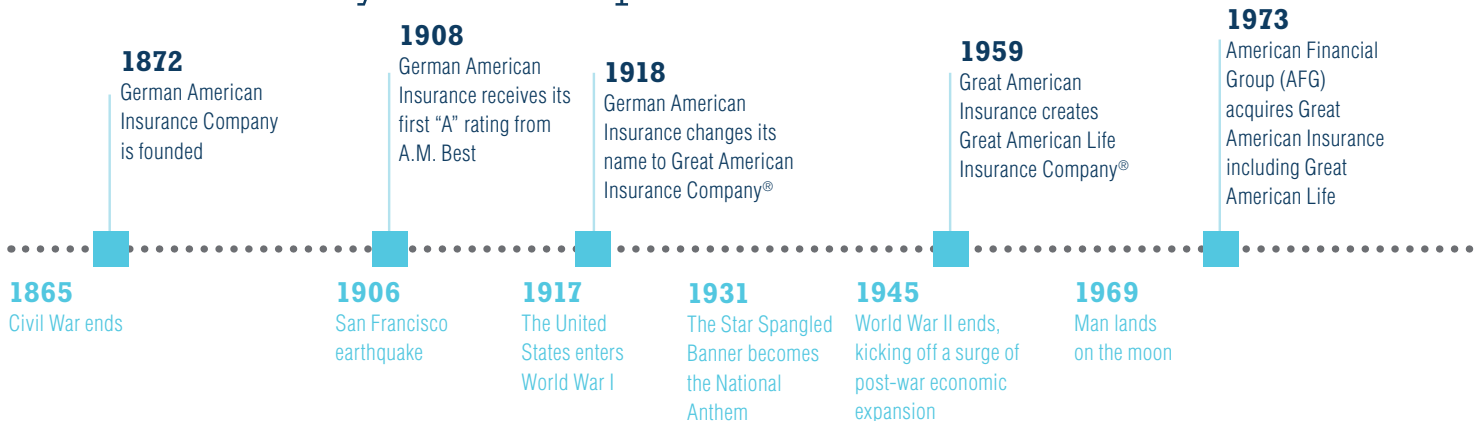 1872
German American
Insurance Company
is founded
1908
German American
Insurance receives its
first “A” rating from
A.M. Best
1918
German American
Insurance changes its
name to Great American
Insurance Company®
1959
Great American
Insurance creates
Great American Life
Insurance Company®
1973
American Financial
Group (AFG)
acquires Great
American Insurance
including Great
American Life
1865
Civil War ends
1906
San Francisco
earthquake
1917
The United
States enters
World War I
1931
The Star Spangled
Banner becomes
the National
Anthem
1945
World War II ends,
kicking off a surge of
post-war economic
expansion
1969
Man lands
on the moon